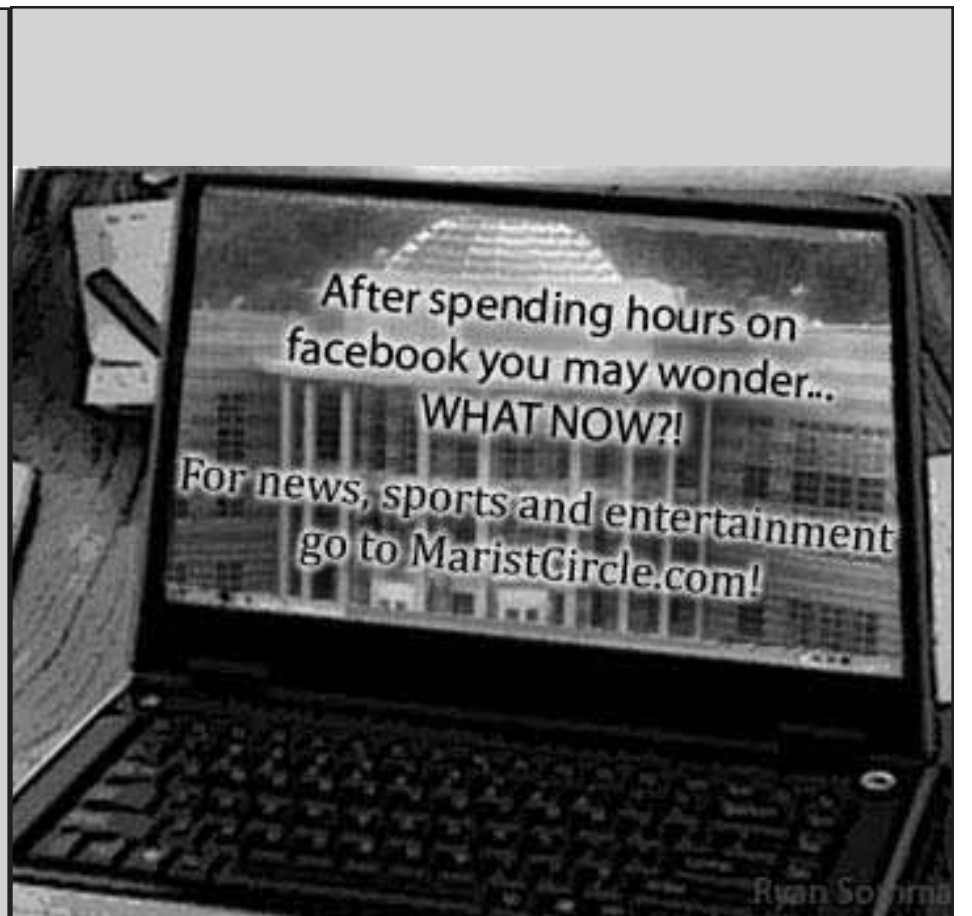 After spending hours on
facebook you may wonder...
WHAT NOW?!
For news, sports and entertainment
go to MaristCircle.com!
Ryan